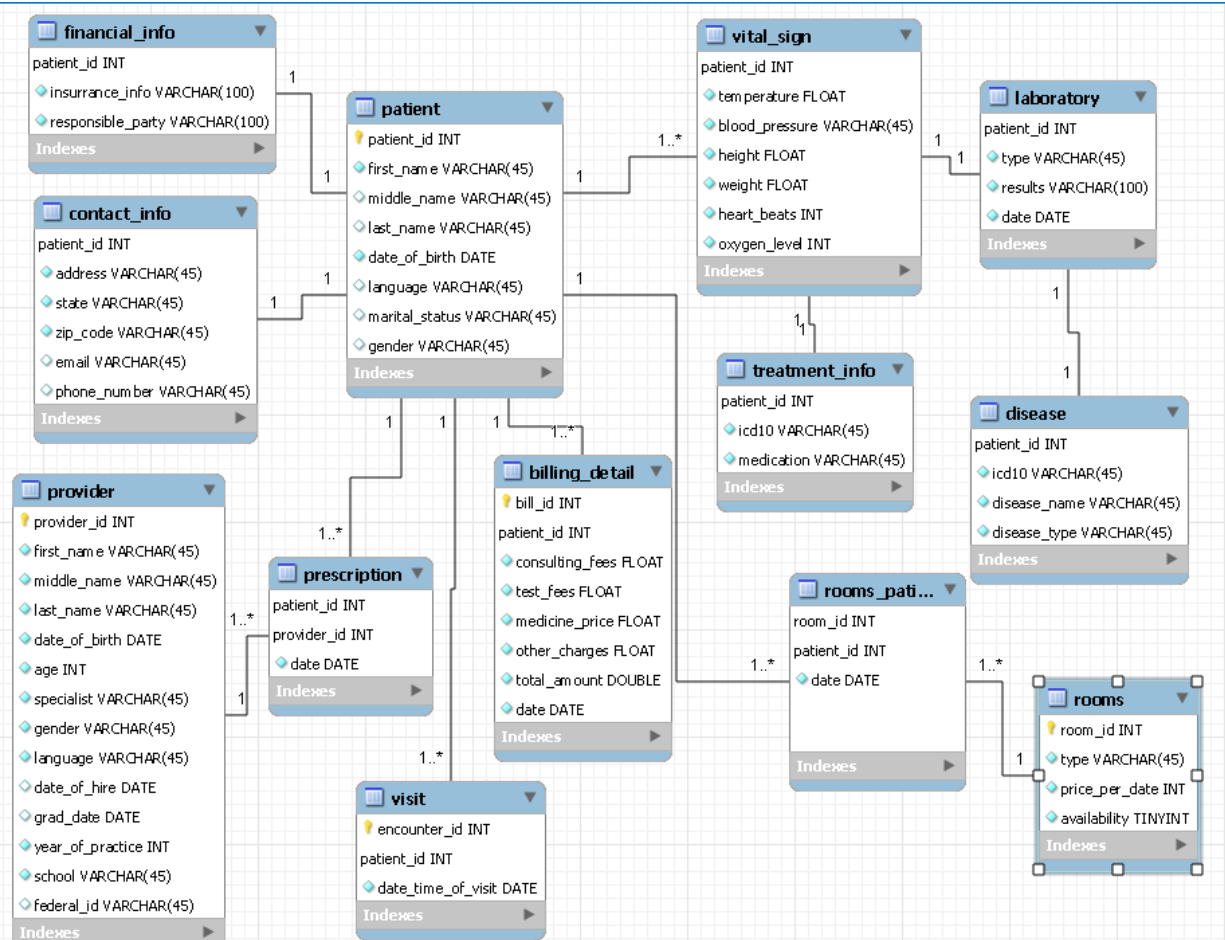 financial_info
patient_id INT
insurrance_info VARCHAR(100)
responsible_party VARCHAR(100)
Indexes
1
1
contact_info
patient_id INT
address VARCHAR(45)
state VARCHAR(45)
zip_code VARCHAR(45)
email VARCHAR(45)
phone_number VARCHAR(45)
Indexes
1
1
patient
patient_id INT
first_name VARCHAR(45)
middle_name VARCHAR(45)
last_name VARCHAR(45)
date_of_birth DATE
language VARCHAR(45)
marital_status VARCHAR(45)
gender VARCHAR(45)
Indexes
1
1..*
1
1
1
1
1..*
vital_sign
patient_id INT
temperature FLOAT
blood_pressure VARCHAR(45)
height FLOAT
weight FLOAT
heart_beats INT
oxygen_level INT
Indexes
1
1
1
1
laboratory
patient_id INT
type VARCHAR(45)
results VARCHAR(100)
date DATE
Indexes
1
1
treatment_info
patient_id INT
icd10 VARCHAR(45)
medication VARCHAR(45)
Indexes
disease
patient_id INT
icd10 VARCHAR(45)
disease_name VARCHAR(45)
disease_type VARCHAR(45)
Indexes
provider
provider_id INT
first_name VARCHAR(45)
middle_name VARCHAR(45)
last_name VARCHAR(45)
date_of_birth DATE
age INT
specialist VARCHAR(45)
gender VARCHAR(45)
language VARCHAR(45)
date_of_hire DATE
grad_date DATE
year_of_practice INT
school VARCHAR(45)
federal_id VARCHAR(45)
Indexes
1..*
1..*
1
prescription
patient_id INT
provider_id INT
date DATE
Indexes
billing_detail
bill_id INT
patient_id INT
consulting_fees FLOAT
test_fees FLOAT
medicine_price FLOAT
other_charges FLOAT
total_amount DOUBLE
date DATE
Indexes
1..*
visit
encounter_id INT
patient_id INT
date_time_of_visit DATE
Indexes
rooms_pati...
room_id INT
patient_id INT
date DATE
Indexes
1..*
1..*
1
rooms
room_id INT
type VARCHAR(45)
price_per_date INT
availability TINYINT
Indexes